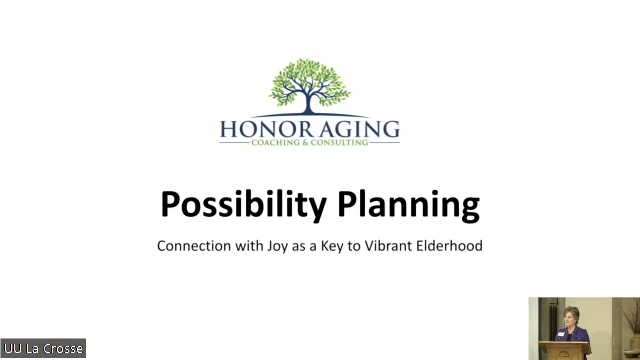 HONOR AGING
COACHING & CONSULTING
Possibility Planning
Connection with Joy as a Key to Vibrant Elderhood
UU La Crosse